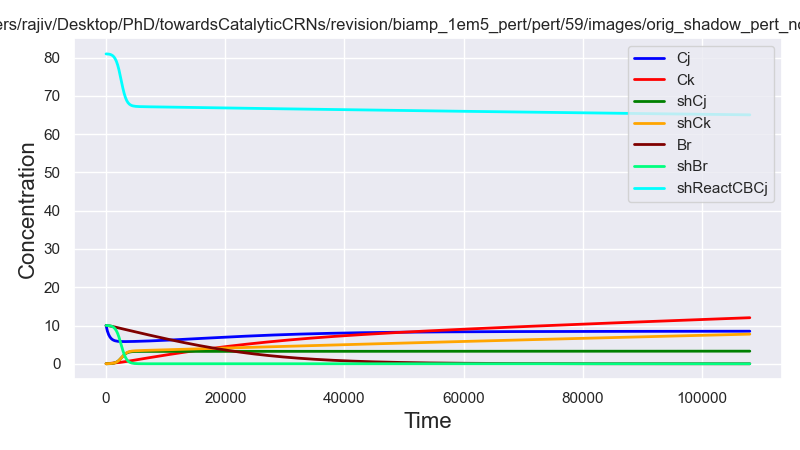 ers/rajiv/Desktop/PhD/towardsCatalyticCRNs/revision/biamp_1em5_pert/pert/59/images/orig_shadow_pert_no
Concentration
80
70
60
50
40
30
20
10
0
Cj
Ck
shCj
shCk
Br
shBr
shReactCBCj
0 20000 40000 60000 80000 100000
Time